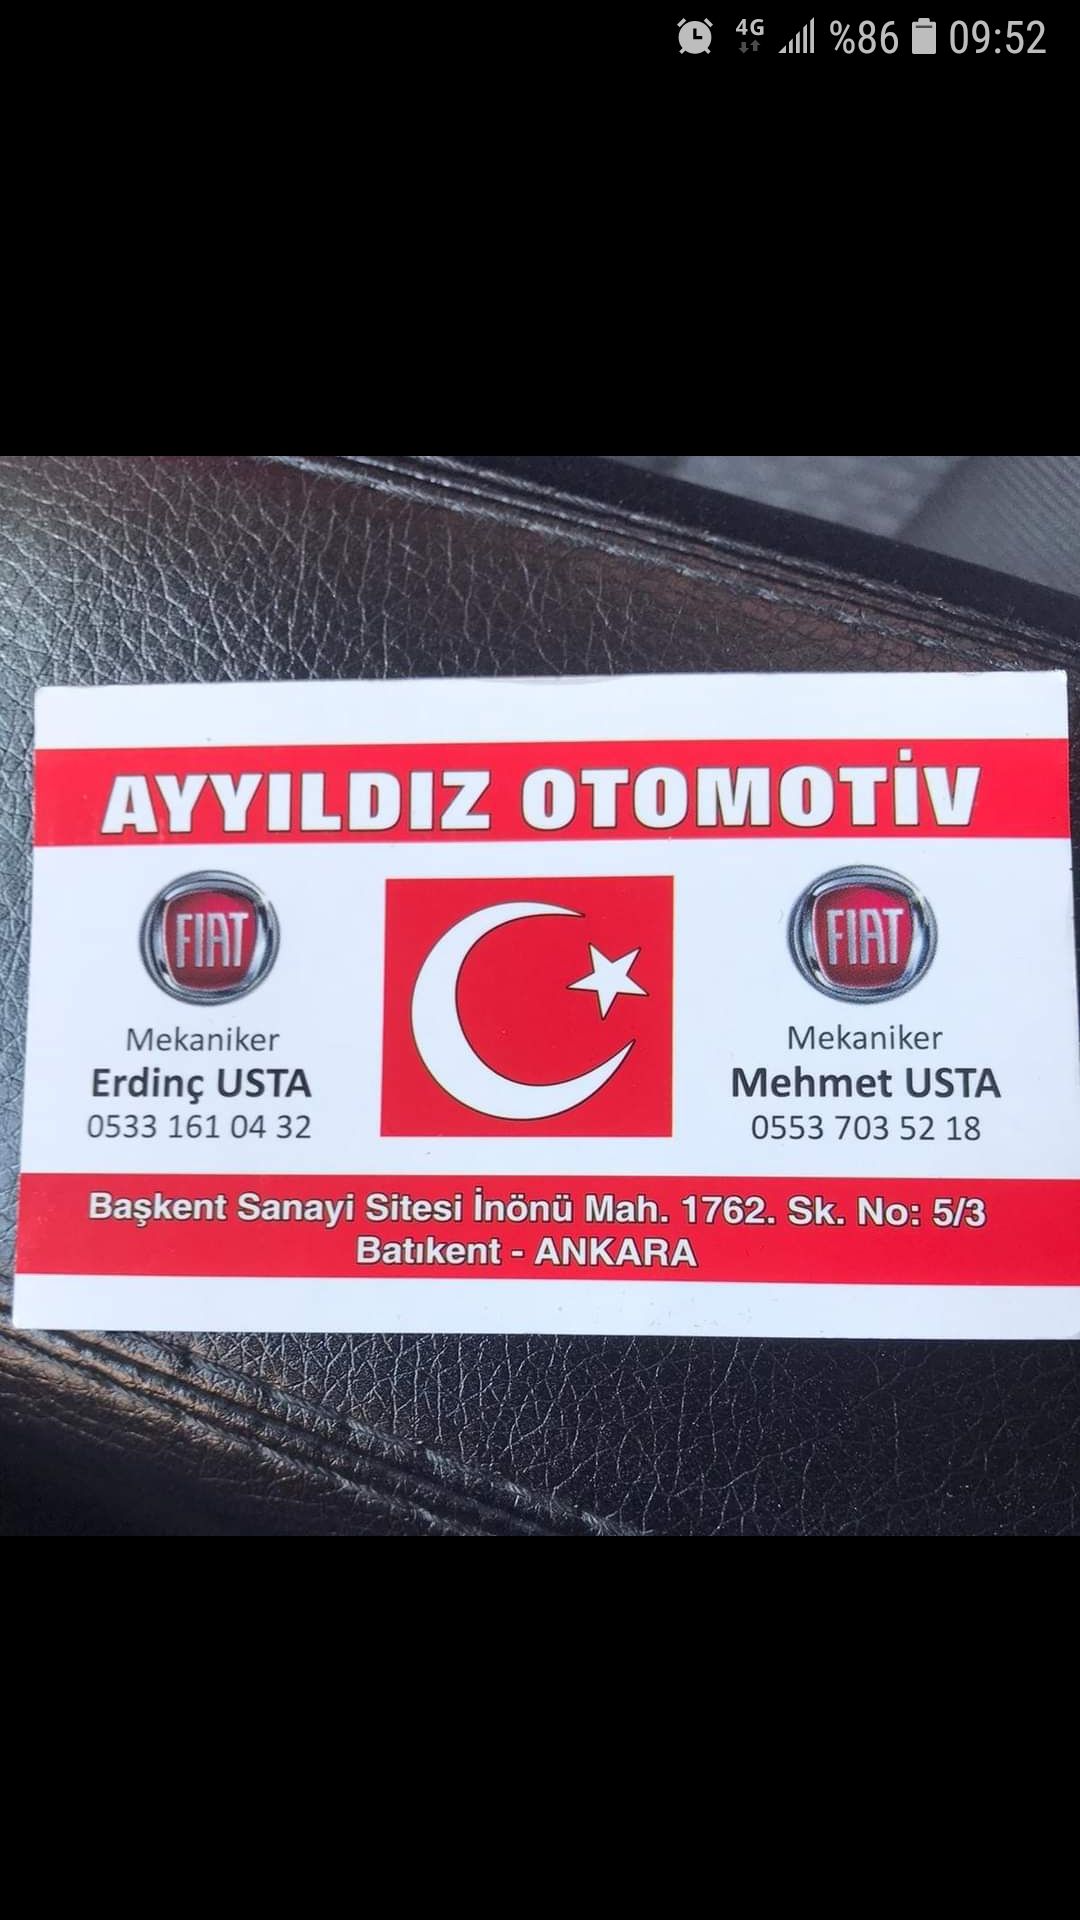 4G %86 09:52
AYYILDIZ OTOMOTİV
FIAT
FIAT
Mekaniker
Erdinç USTA
0533 161 04 32
Mekaniker
Mehmet USTA
0553 703 52 18
Başkent Sanayi Sitesi İnönü Mah. 1762. Sk. No: 5/3
Batıkent - ANKARA